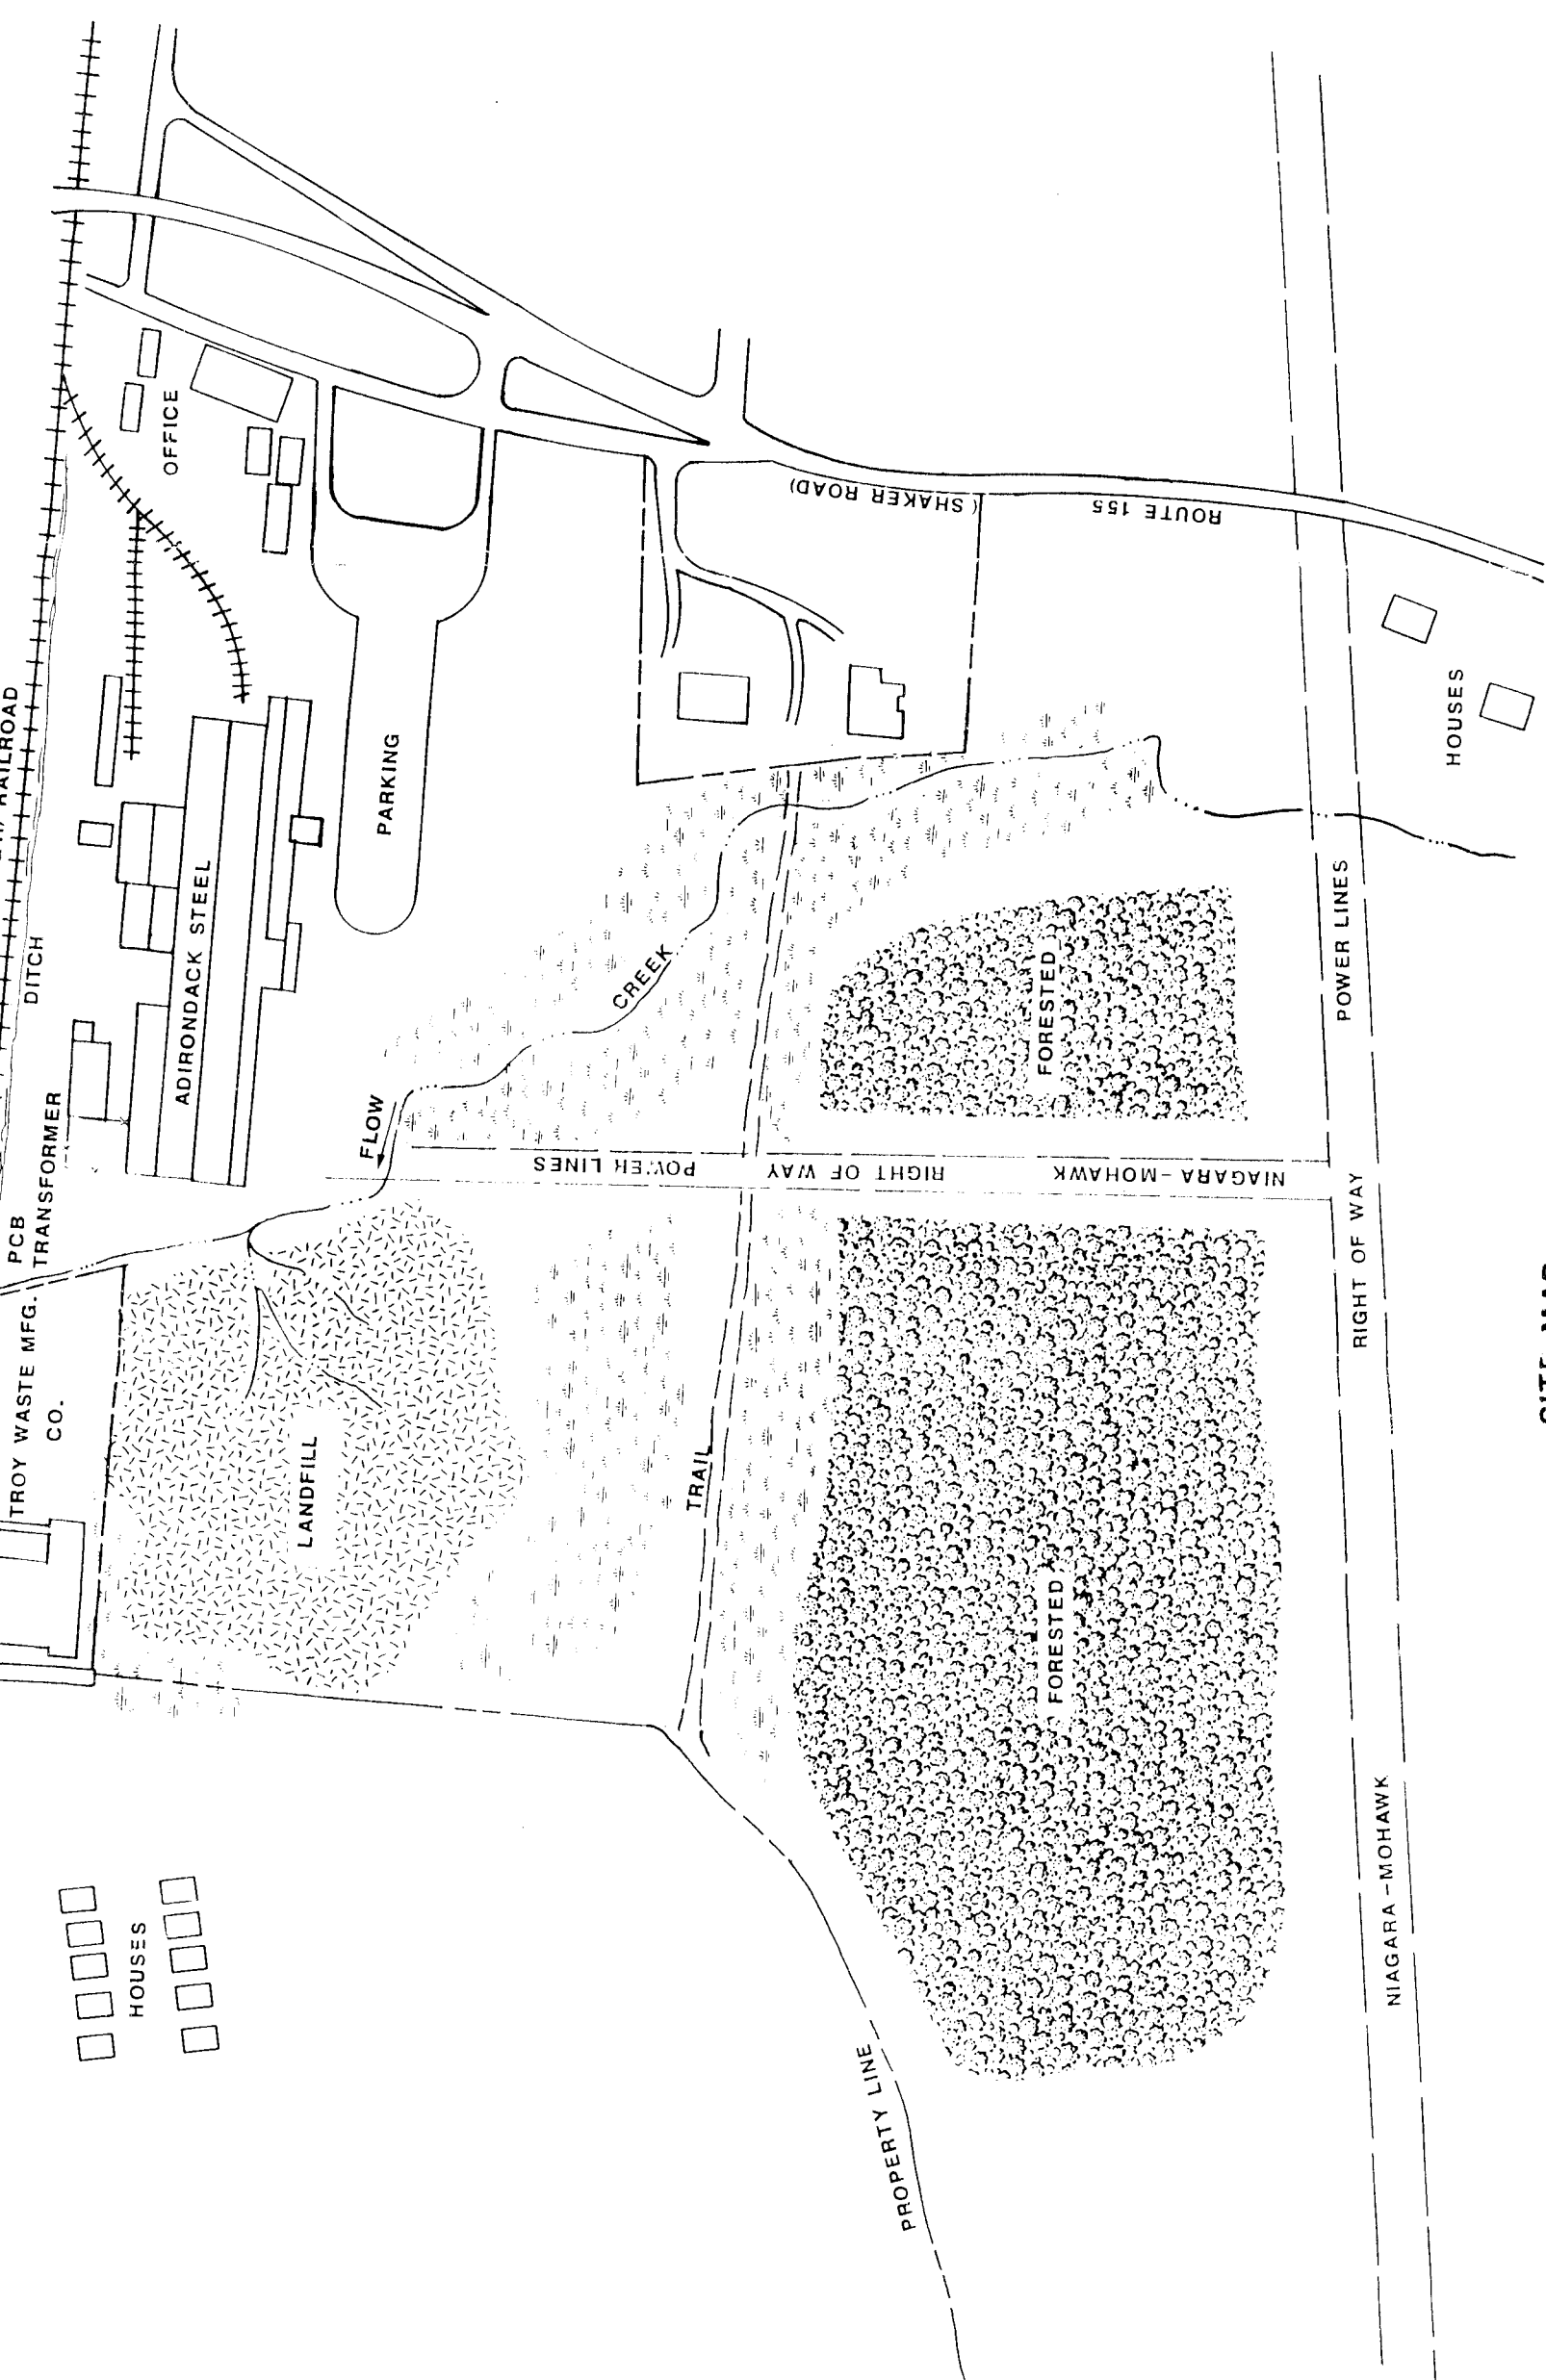 RAILROAD
DITCH
PCB
TRANSFORMER
TROY WASTE MFG.
CO.
OFFICE
ADIRONDACK STEEL
PARKING
FLOW
CREEK
LANDFILL
TRAIL
HOUSES
(SHAKER ROAD)
ROUTE 155
NIAGARA-MOHAWK
RIGHT OF WAY
POWER LINES
FORESTED
FORESTED
HOUSES
PROPERTY LINE
NIAGARA-MOHAWK
RIGHT OF WAY
POWER LINES